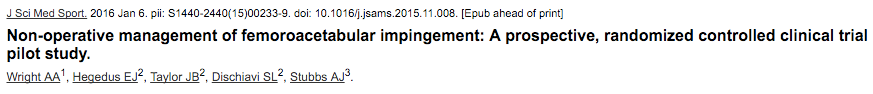 J Sci Med Sport. 2016 Jan 6. pii: S1440-2440(15)00233-9. doi: 10.1016/j.jsams.2015.11.008. [Epub ahead of print]
Non-operative management of femoroacetabular impingement: A prospective, randomized controlled clinical trial
pilot study.
Wright AA1, Hegedus EJ2, Taylor JB2, Dischiavi SL2, Stubbs AJ3.